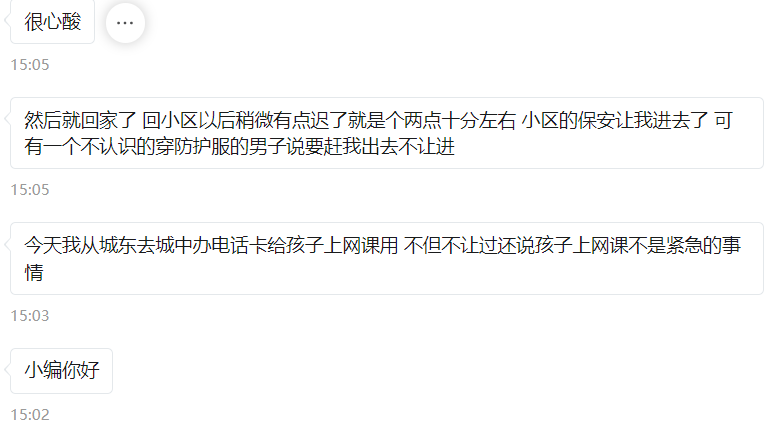 很心酸
15:05
然后就回家了 回小区以后稍微有点迟了就是个两点十分左右 小区的保安让我进去了 可
有一个不认识的穿防护服的男子说要赶我出去不让进
15:05
今天我从城东去城中办电话卡给孩子上网课用 不但不让过还说孩子上网课不是紧急的事
情
15:03
小编你好
15:02